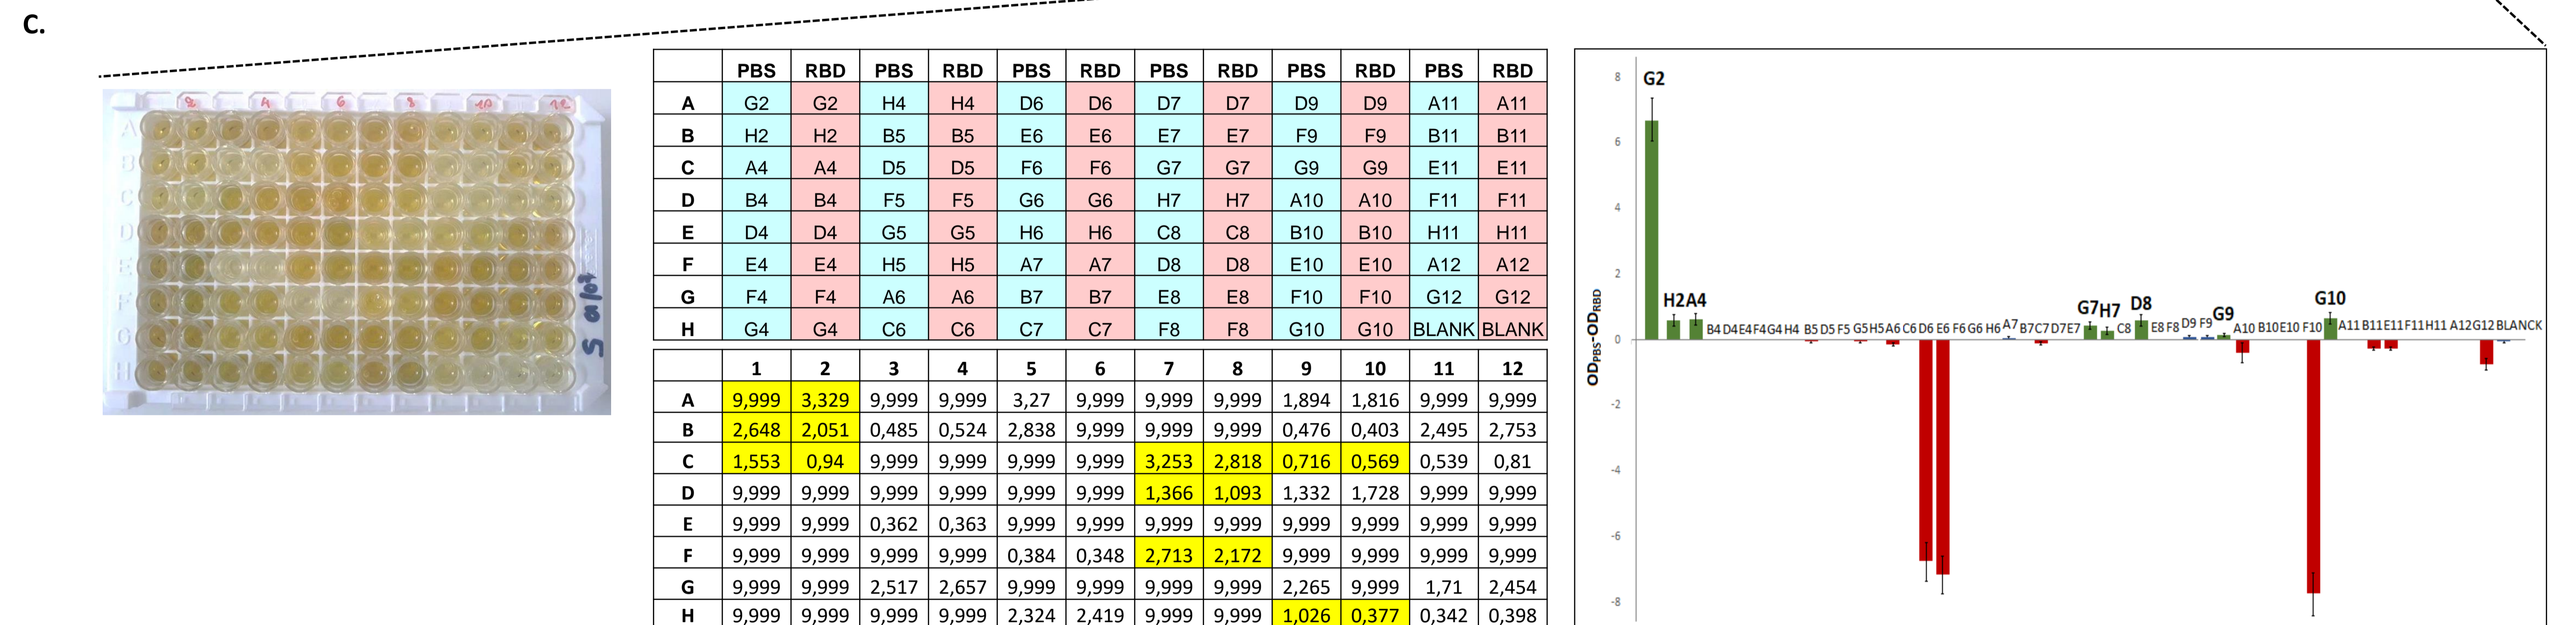 C.
2 4 6 8 10 12
A
B
C
D
E
F
G
H
PBS RBD PBS RBD PBS RBD PBS RBD PBS RBD PBS RBD
A G2 G2 H4 H4 D6 D6 D7 D7 D9 D9 A11 A11
B H2 H2 B5 B5 E6 E6 E7 E7 F9 F9 B11 B11
C A4 A4 D5 D5 F6 F6 G7 G7 G9 G9 E11 E11
D B4 B4 F5 F5 G6 G6 H7 H7 A10 A10 F11 F11
E D4 D4 G5 G5 H6 H6 C8 C8 B10 B10 H11 H11
F E4 E4 H5 H5 A7 A7 D8 D8 E10 E10 A12 A12
G F4 F4 A6 A6 B7 B7 E8 E8 F10 F10 G12 G12
H G4 G4 C6 C6 C7 C7 F8 F8 G10 G10 BLANK BLANK
1 2 3 4 5 6 7 8 9 10 11 12
A 9,999 3,329 9,999 9,999 3,27 9,999 9,999 9,999 1,894 1,816 9,999 9,999
B 2,648 2,051 0,485 0,524 2,838 9,999 9,999 9,999 0,476 0,403 2,495 2,753
C 1,553 0,94 9,999 9,999 9,999 9,999 3,253 2,818 0,716 0,569 0,539 0,81
D 9,999 9,999 9,999 9,999 9,999 9,999 1,366 1,093 1,332 1,728 9,999 9,999
E 9,999 9,999 0,362 0,363 9,999 9,999 9,999 9,999 9,999 9,999 9,999 9,999
F 9,999 9,999 9,999 9,999 0,384 0,348 2,713 2,172 9,999 9,999 9,999 9,999
G 9,999 9,999 2,517 2,657 9,999 9,999 9,999 9,999 2,265 9,999 1,71 2,454
H 9,999 9,999 9,999 9,999 2,324 2,419 9,999 9,999 1,026 0,377 0,342 0,398
ODPBS-ODRBD
8
6
4
2
0
-2
-4
-6
-8
G2
H2 A4 B4 D4 E4 F4 G4 H4 B5 D5 F5 G5 H5 A6 C6 D6 E6 F6 G6 H6 A7 B7 C7 D7 E7 G7 H7 C8 D8 E8 F8 D9 F9 G9 A10 B10 E10 F10 G10 A11 B11 E11 F11 H11 A12 G12 BLANCK